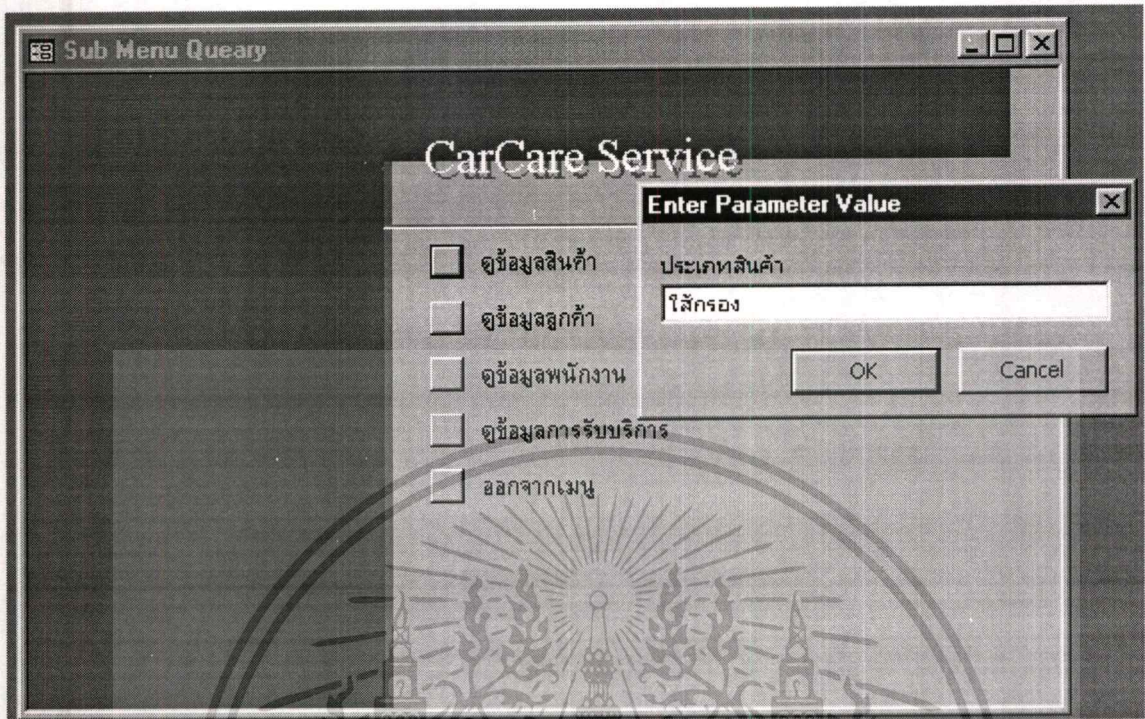 Sub Menu Queary
CarCare Service
Enter Parameter Value
ประเภทสินค้า
ใส้กรอง
OK
Cancel
ดูข้อมูลสินค้า
ดูข้อมูลลูกค้า
ดูข้อมูลพนักงาน
ดูข้อมูลการรับบริการ
ออกจากเมนู